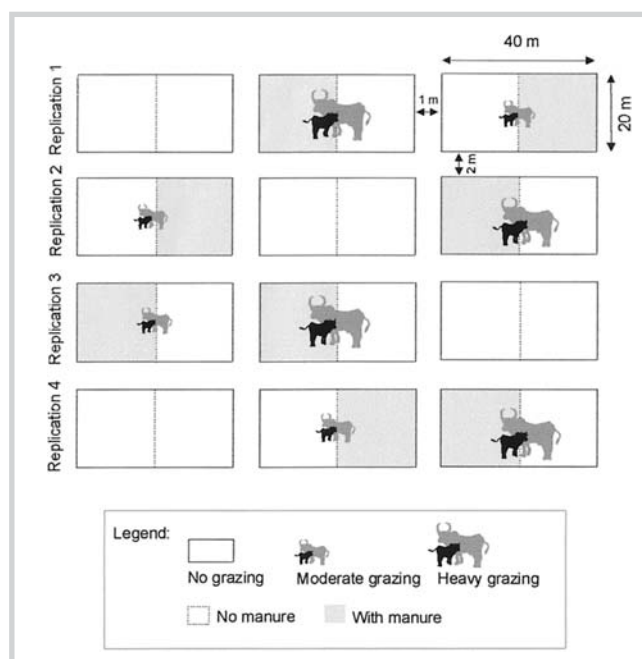 40 m
Replication 1
1 m
20 m
2 m
Replication 2
Replication 3
Replication 4
Legend:
No grazing
Moderate grazing
Heavy grazing
No manure
With manure